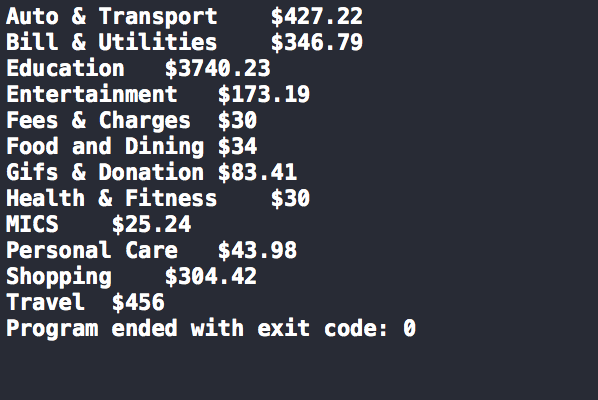 Auto & Transport    $427.22
Bill & Utilities    $346.79
Education   $3740.23
Entertainment   $173.19
Fees & Charges  $30
Food and Dining $34
Gifs & Donation $83.41
Health & Fitness    $30
MICS    $25.24
Personal Care   $43.98
Shopping    $304.42
Travel  $456
Program ended with exit code: 0